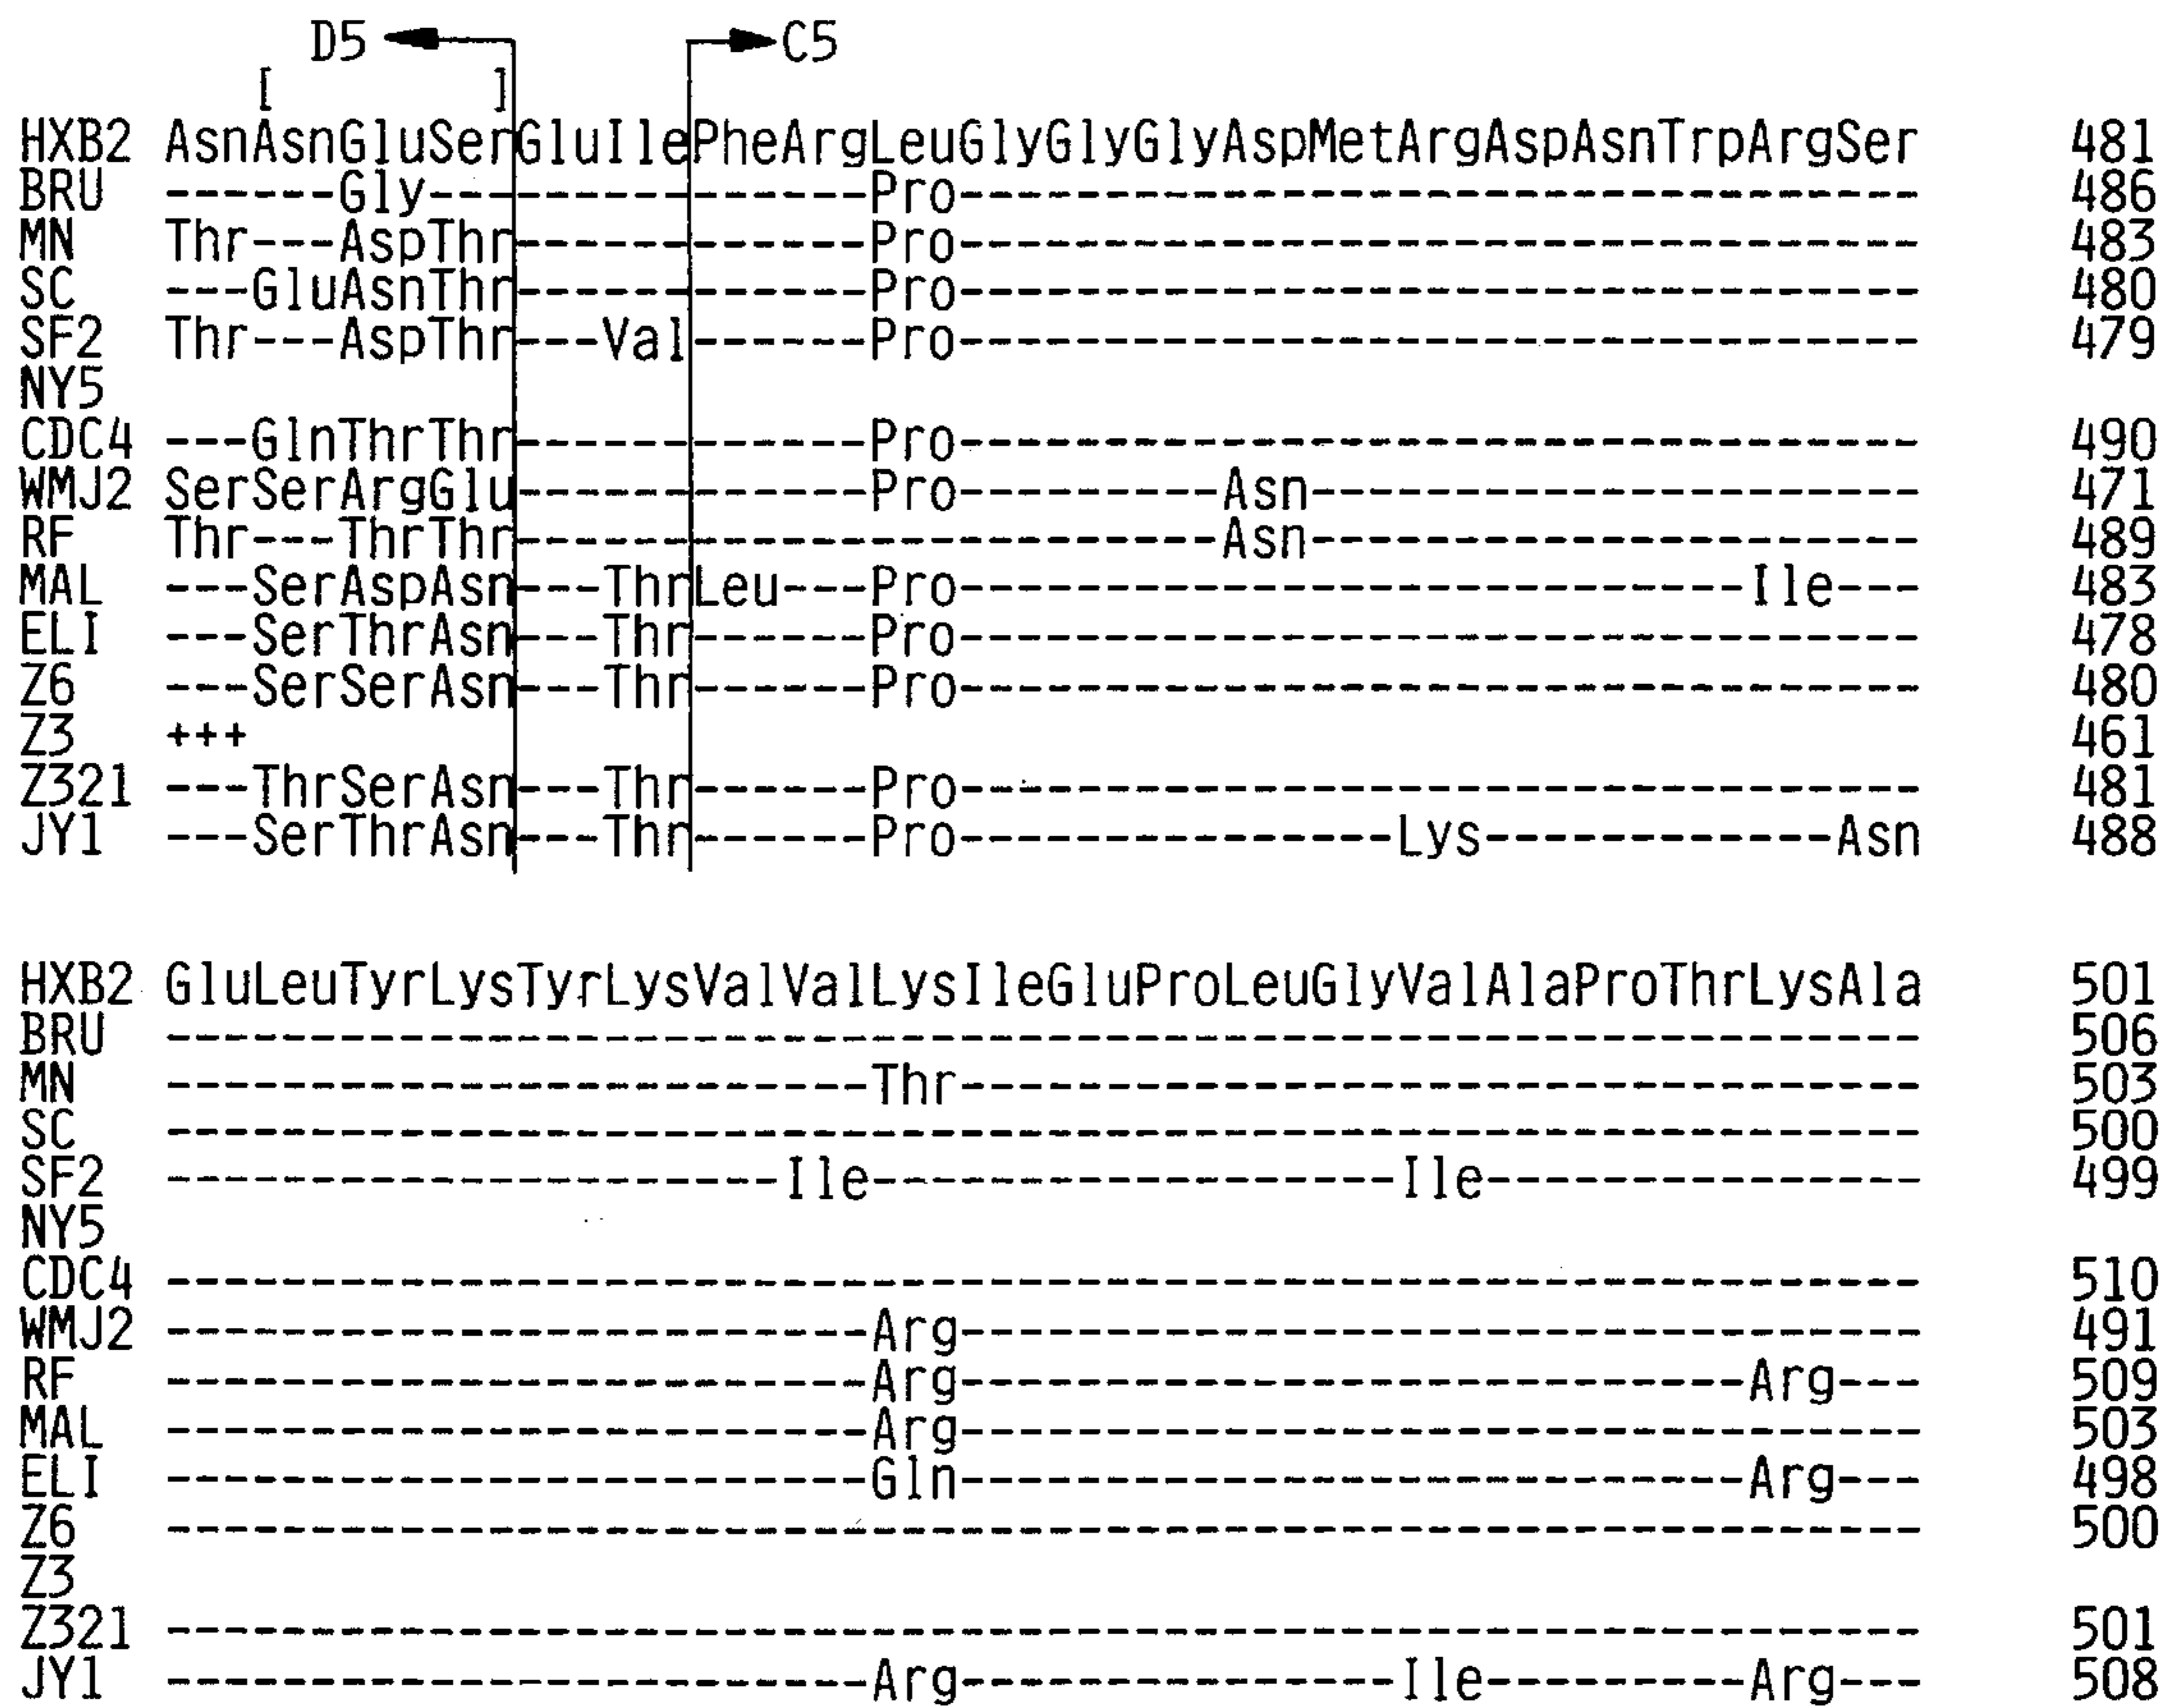 D5 C5
[ ]
HXB2 AsnAsnGluSerGluIlePheArgLeuGlyGlyGlyAspMetArgAspAsnTrpArgSer 481
BRU ------Gly---------------Pro--------------------------------- 486
MN Thr---AspThr------------Pro--------------------------------- 483
SC ---GluAsnThr------------Pro--------------------------------- 480
SF2 Thr---AspThr---Val------Pro--------------------------------- 479
NY5
CDC4 ---GlnThrThr------------Pro--------------------------------- 490
WMJ2 SerSerArgGlu------------Pro---------Asn--------------------- 471
RF Thr---ThrThr------------------------Asn--------------------- 489
MAL ---SerAspAsn---ThrLeu---Pro---------------------------Ile--- 483
ELI ---SerThrAsn---Thr------Pro--------------------------------- 478
Z6 ---SerSerAsn---Thr------Pro--------------------------------- 480
Z3 +++ 461
Z321 ---ThrSerAsn---Thr------Pro--------------------------------- 481
JY1 ---SerThrAsn---Thr------Pro---------------Lys------------Asn 488
HXB2 GluLeuTyrLysTyrLysValValLysIleGluProLeuGlyValAlaProThrLysAla 501
BRU ------------------------------------------------------------ 506
MN ------------------------Thr--------------------------------- 503
SC ------------------------------------------------------------ 500
SF2 ---------------------Ile------------------Ile--------------- 499
NY5
CDC4 ------------------------------------------------------------ 510
WMJ2 ------------------------Arg--------------------------------- 491
RF ------------------------Arg---------------------------Arg--- 509
MAL ------------------------Arg--------------------------------- 503
ELI ------------------------Gln---------------------------Arg--- 498
Z6 ------------------------------------------------------------ 500
Z3
Z321 ------------------------------------------------------------ 501
JY1 ------------------------Arg---------------Ile---------Arg--- 508